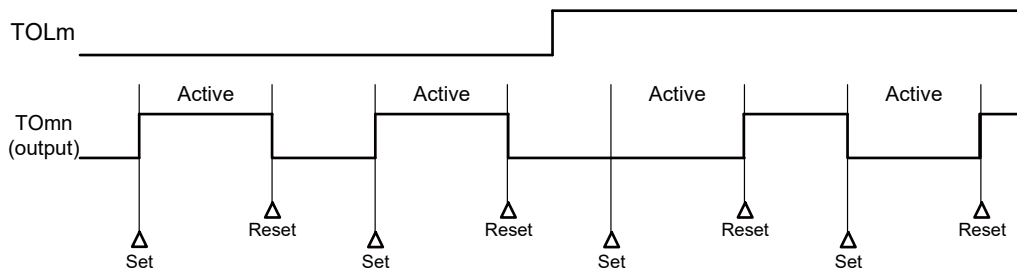 TOLm
Active Active Active Active
TOmn
(output)
Reset Reset Reset Reset
Set Set Set Set